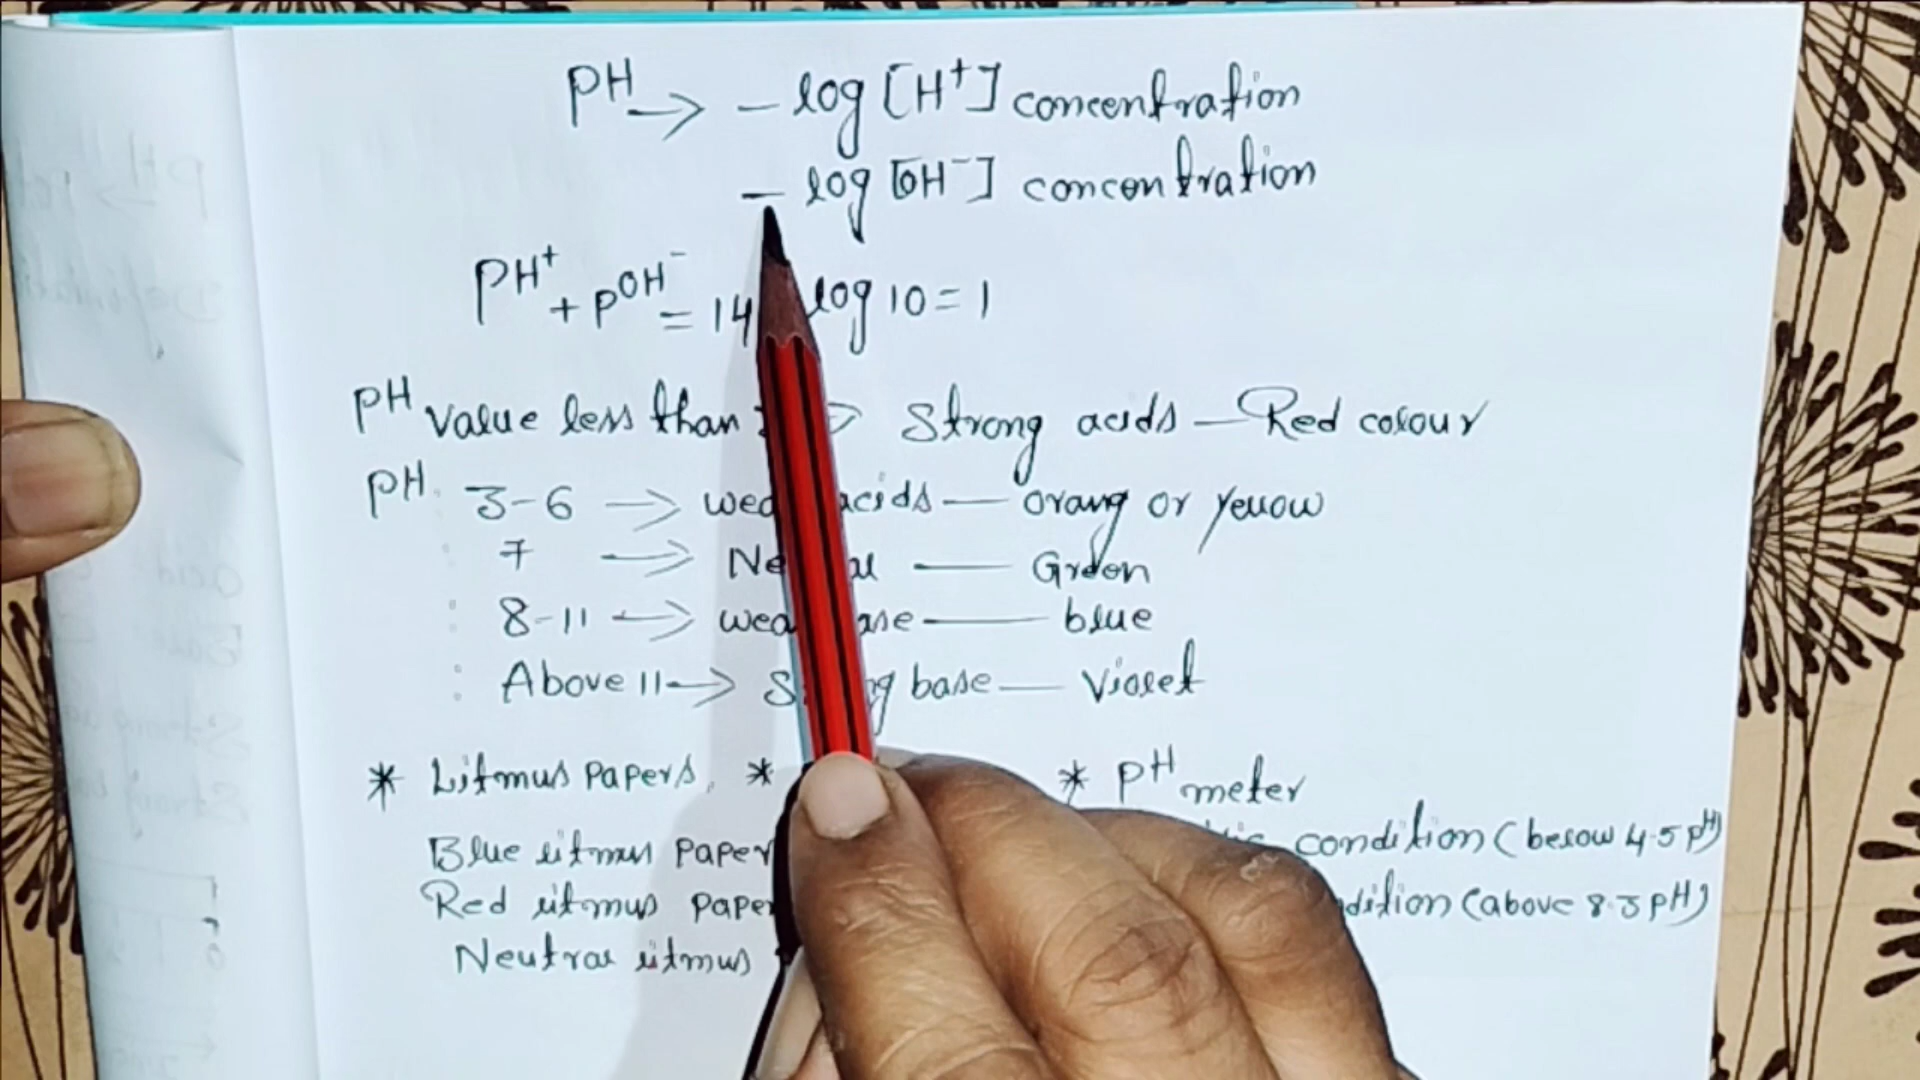 PH → - log [H⁺] concentration
- log [OH⁻] concentration
PH⁺ + POH⁻ = 14 log 10 = 1
PH value less than → Strong acids — Red colour
PH 3-6 → acids — orang or yellow
7 → — Green
8-11 → — blue
Above 11 → base — Violet
* Litmus Papers, * * PH meter
Blue litmus Paper condition (below 4.5 pH)
Red litmus paper (above 8.3 pH)
Neutral litmus